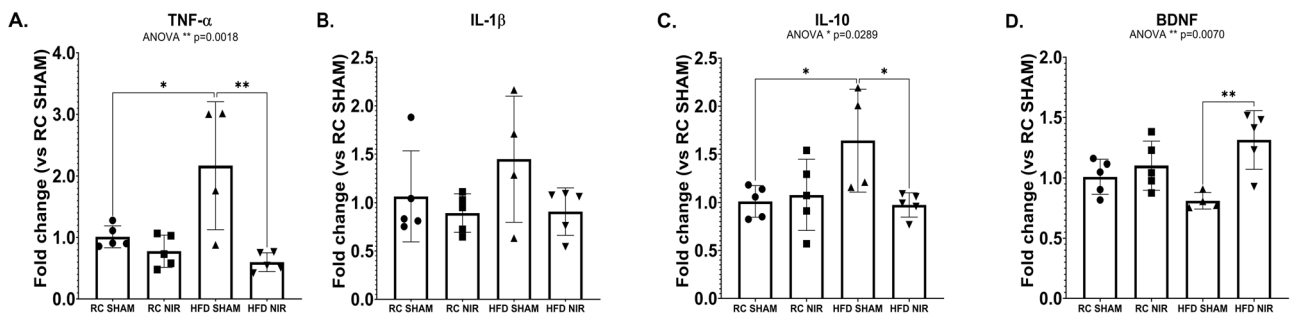 A.
TNF-α
ANOVA ** p=0.0018
Fold change (vs RC SHAM)
4.0
3.0
2.0
1.0
0.0
*
**
RC SHAM RC NIR HFD SHAM HFD NIR
B.
IL-1β
Fold change (vs RC SHAM)
2.5
2.0
1.5
1.0
0.5
0.0
RC SHAM RC NIR HFD SHAM HFD NIR
C.
IL-10
ANOVA * p=0.0289
Fold change (vs RC SHAM)
2.5
2.0
1.5
1.0
0.5
0.0
*
*
RC SHAM RC NIR HFD SHAM HFD NIR
D.
BDNF
ANOVA ** p=0.0070
Fold change (vs RC SHAM)
2.0
1.5
1.0
0.5
0.0
**
RC SHAM RC NIR HFD SHAM HFD NIR